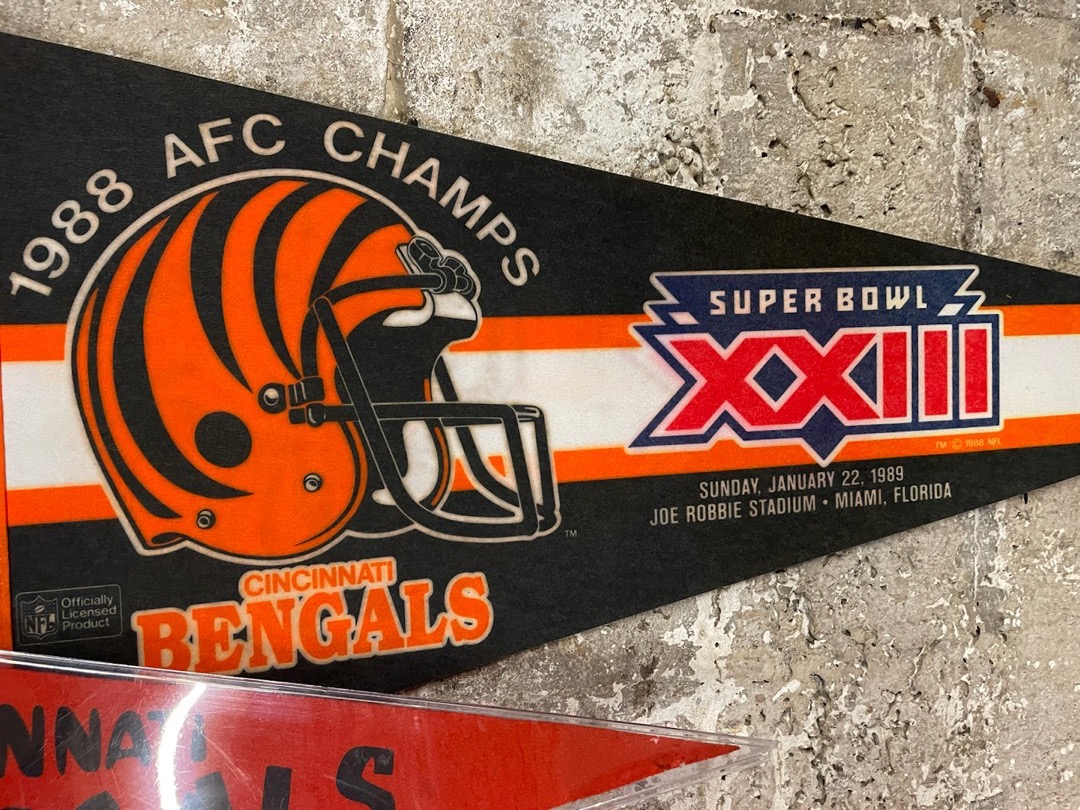 1988 AFC CHAMPS
SUPER BOWL
XXIII
TM © 1988 NFL
SUNDAY, JANUARY 22, 1989
JOE ROBBIE STADIUM • MIAMI, FLORIDA
TM
CINCINNATI
BENGALS
NFL
Officially
Licensed
Product
NNATI
ALS